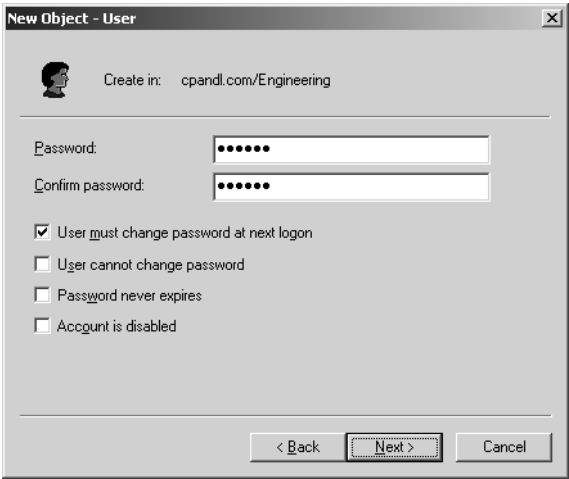 New Object - User
Create in: cpandl.com/Engineering
Password: ●●●●●●
Confirm password: ●●●●●●
User must change password at next logon
User cannot change password
Password never expires
Account is disabled
< Back Next > Cancel